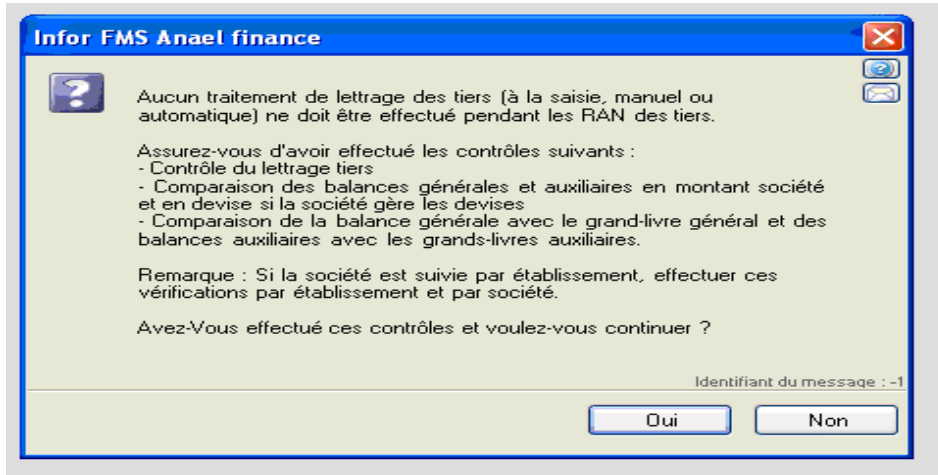 Infor FMS Anael finance
Aucun traitement de lettrage des tiers (à la saisie, manuel ou
automatique) ne doit être effectué pendant les RAN des tiers.
Assurez-vous d'avoir effectué les contrôles suivants :
- Contrôle du lettrage tiers
- Comparaison des balances générales et auxiliaires en montant société
et en devise si la société gère les devises
- Comparaison de la balance générale avec le grand-livre général et des
balances auxiliaires avec les grands-livres auxiliaires.
Remarque : Si la société est suivie par établissement, effectuer ces
vérifications par établissement et par société.
Avez-Vous effectué ces contrôles et voulez-vous continuer ?
Identifiant du message : -1
Oui Non